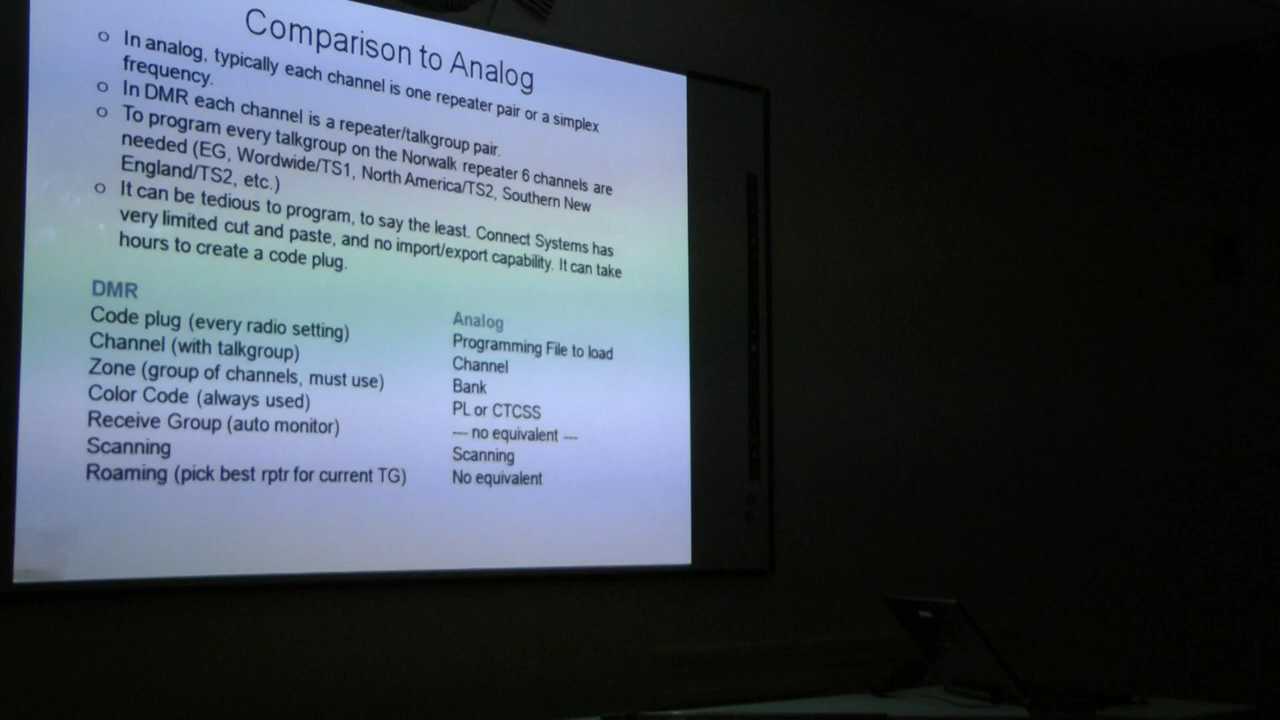 Comparison to Analog
o In analog, typically each channel is one repeater pair or a simplex
frequency.
o In DMR each channel is a repeater/talkgroup pair.
o To program every talkgroup on the Norwalk repeater 6 channels are
needed (EG, Wordwide/TS1, North America/TS2, Southern New
England/TS2, etc.)
o It can be tedious to program, to say the least. Connect Systems has
very limited cut and paste, and no import/export capability. It can take
hours to create a code plug.
DMR
Code plug (every radio setting)
Channel (with talkgroup)
Zone (group of channels, must use)
Color Code (always used)
Receive Group (auto monitor)
Scanning
Roaming (pick best rptr for current TG)
Analog
Programming File to load
Channel
Bank
PL or CTCSS
--- no equivalent ---
Scanning
No equivalent